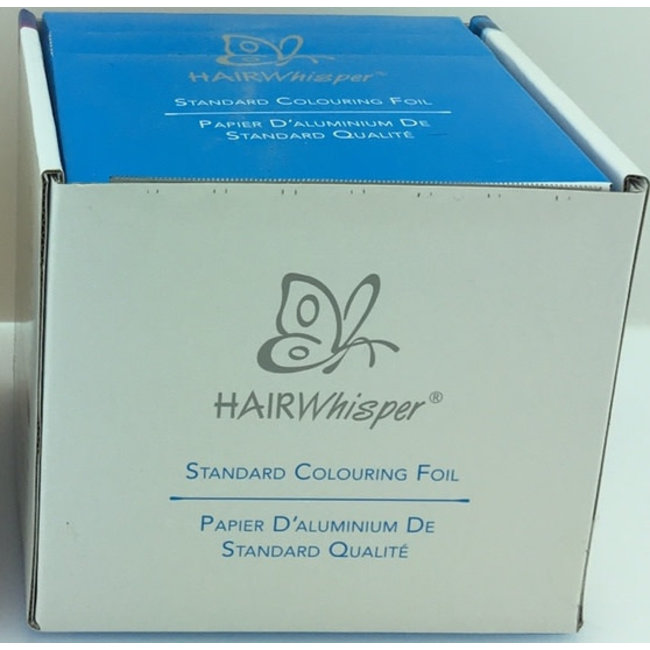 HAIRWhisper™
STANDARD COLOURING FOIL
PAPIER D'ALUMINIUM DE
STANDARD QUALITÉ
HAIRWhisper®
STANDARD COLOURING FOIL
PAPIER D'ALUMINIUM DE
STANDARD QUALITÉ